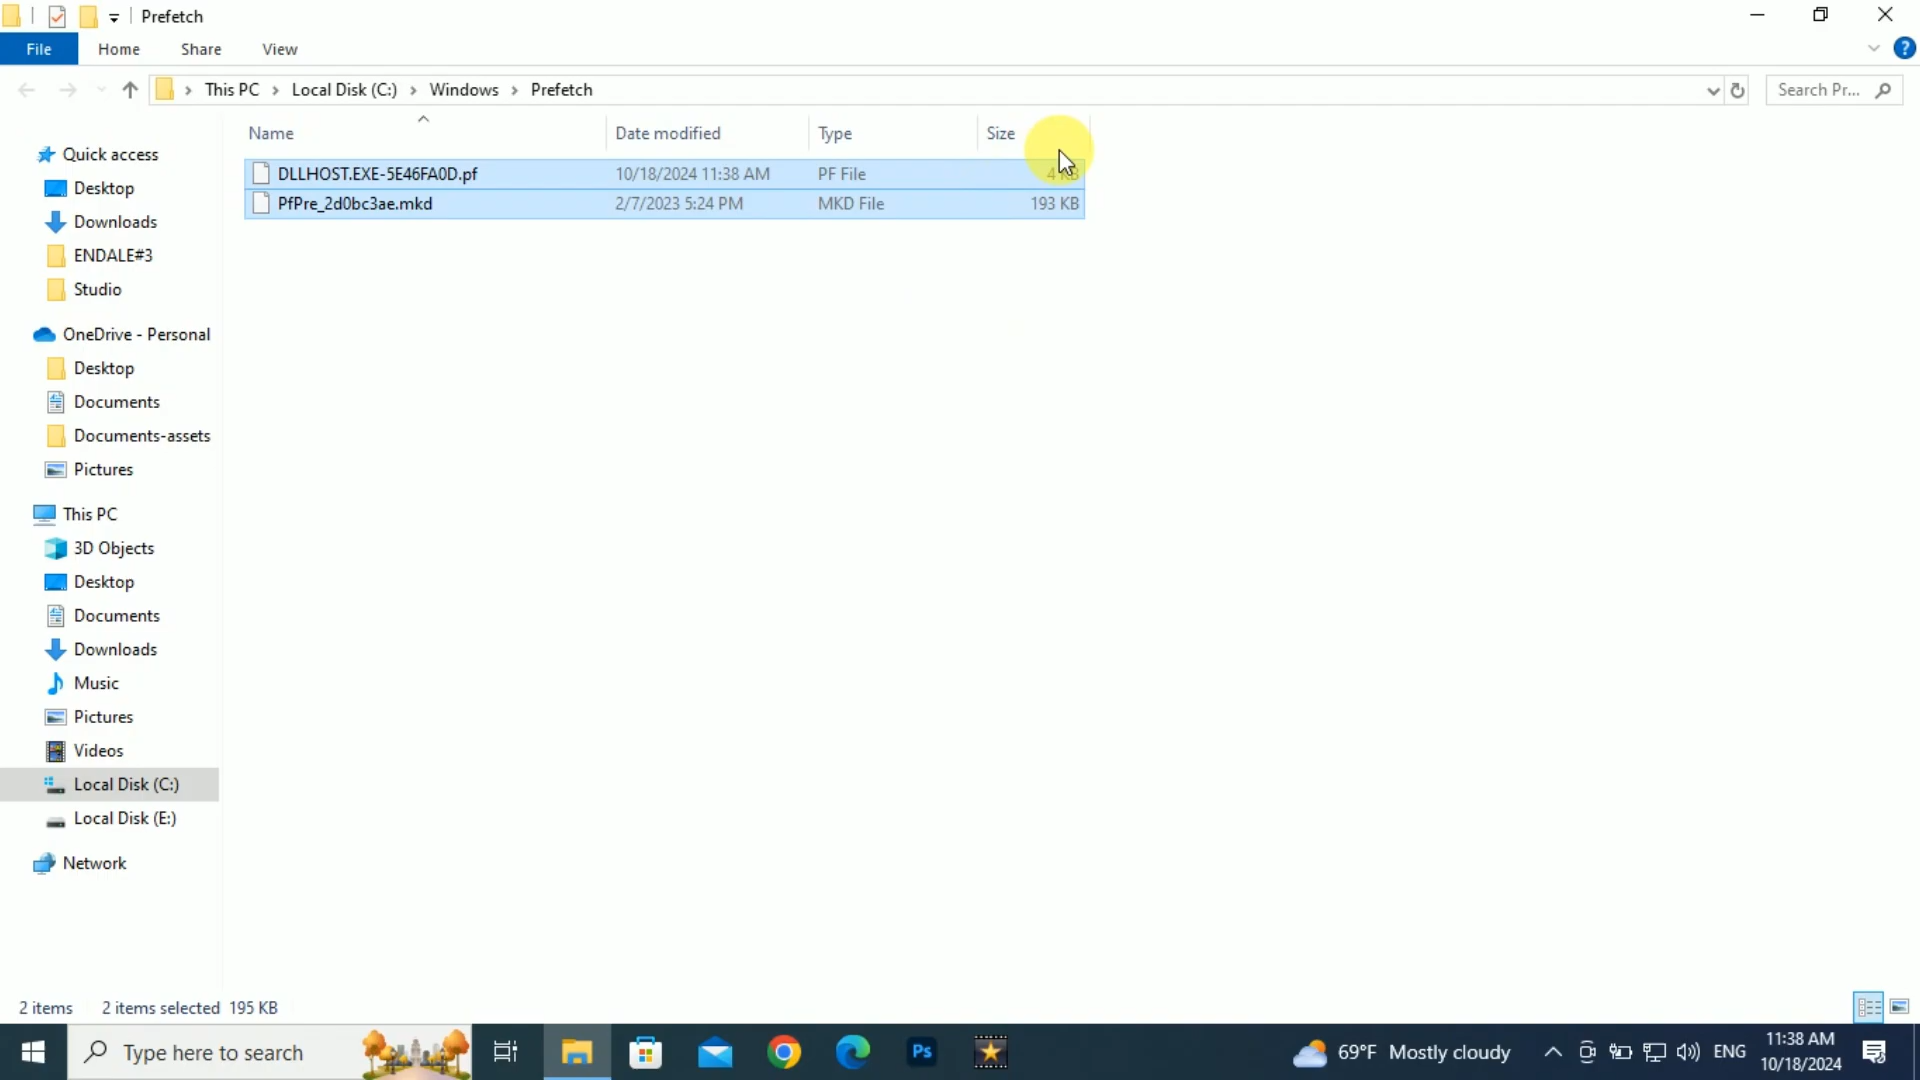 Prefetch
File Home Share View
This PC Local Disk (C:) Windows Prefetch Search Pr...
Name Date modified Type Size
DLLHOST.EXE-5E46FA0D.pf 10/18/2024 11:38 AM PF File 4 KB
PfPre_2d0bc3ae.mkd 2/7/2023 5:24 PM MKD File 193 KB
Quick access
Desktop
Downloads
ENDALE#3
Studio
OneDrive - Personal
Desktop
Documents
Documents-assets
Pictures
This PC
3D Objects
Desktop
Documents
Downloads
Music
Pictures
Videos
Local Disk (C:)
Local Disk (E:)
Network
2 items 2 items selected 195 KB
Type here to search Ps 69°F Mostly cloudy ENG 11:38 AM
10/18/2024